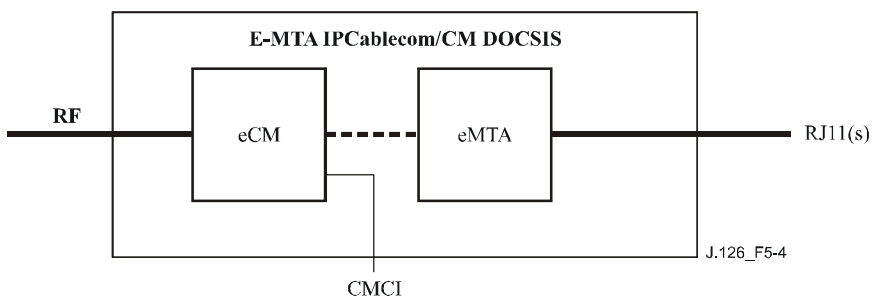 E-MTA IPCablecom/CM DOCSIS
RF
eCM
eMTA
RJ11(s)
J.126_F5-4
CMCI